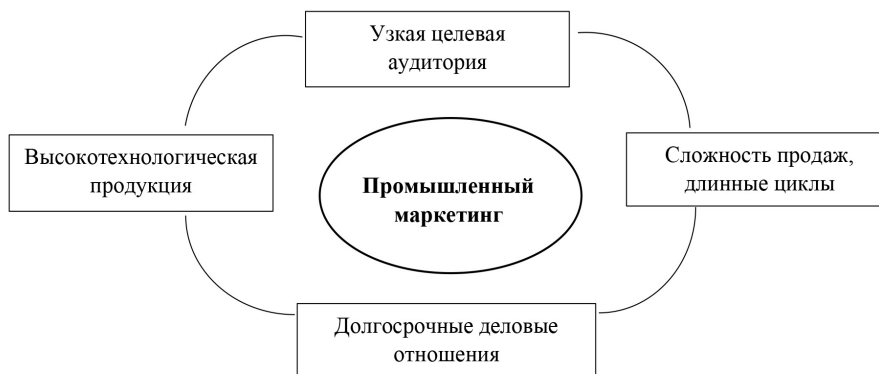 Узкая целевая
аудитория
Высокотехнологическая
продукция
Промышленный
маркетинг
Сложность продаж,
длинные циклы
Долгосрочные деловые
отношения